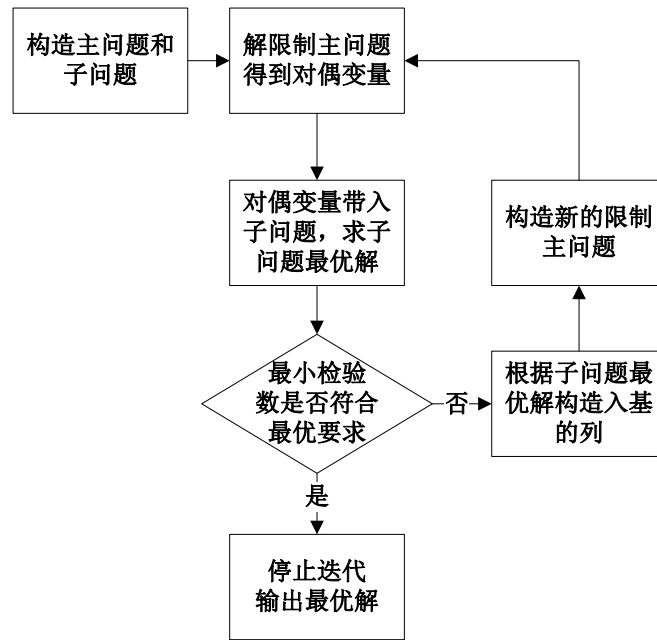 构造主问题和
子问题
解限制主问题
得到对偶变量
对偶变量带入
子问题，求子
问题最优解
构造新的限制
主问题
最小检验
数是否符合
最优要求
否
根据子问题最
优解构造入基
的列
是
停止迭代
输出最优解